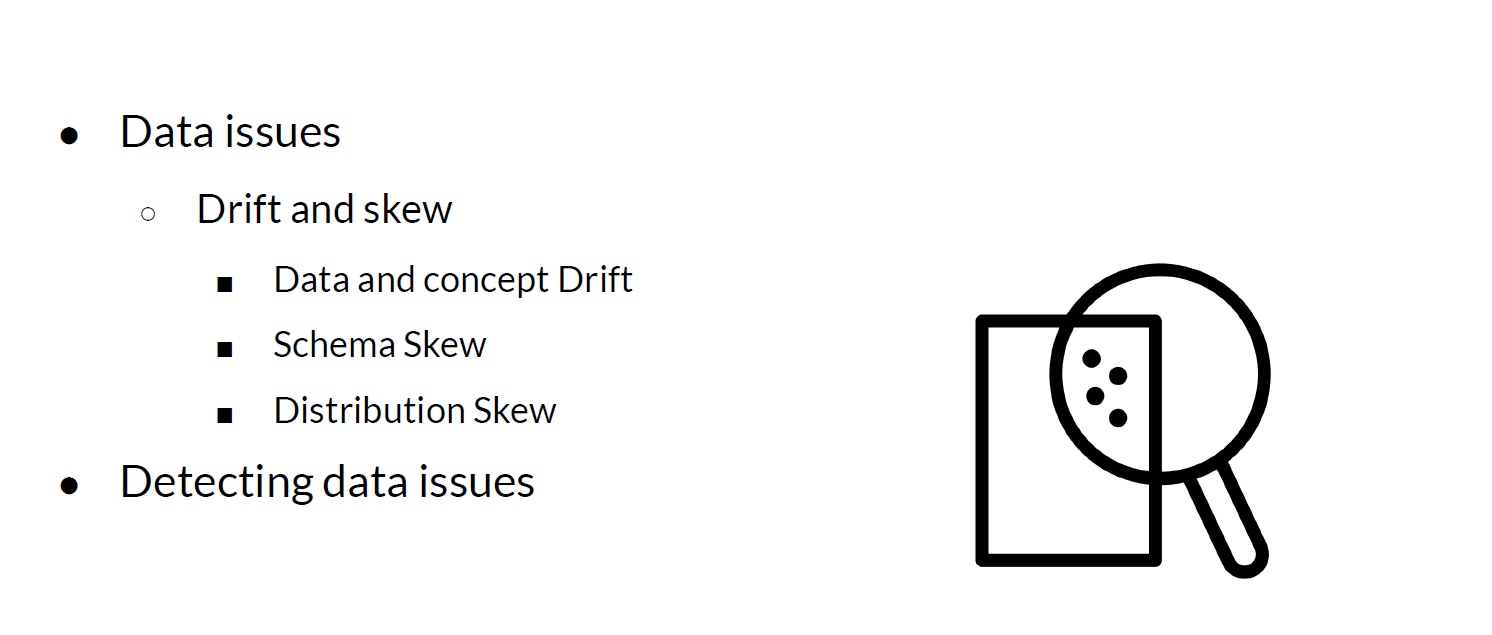 ● Data issues
○ Drift and skew
■ Data and concept Drift
■ Schema Skew
■ Distribution Skew
● Detecting data issues